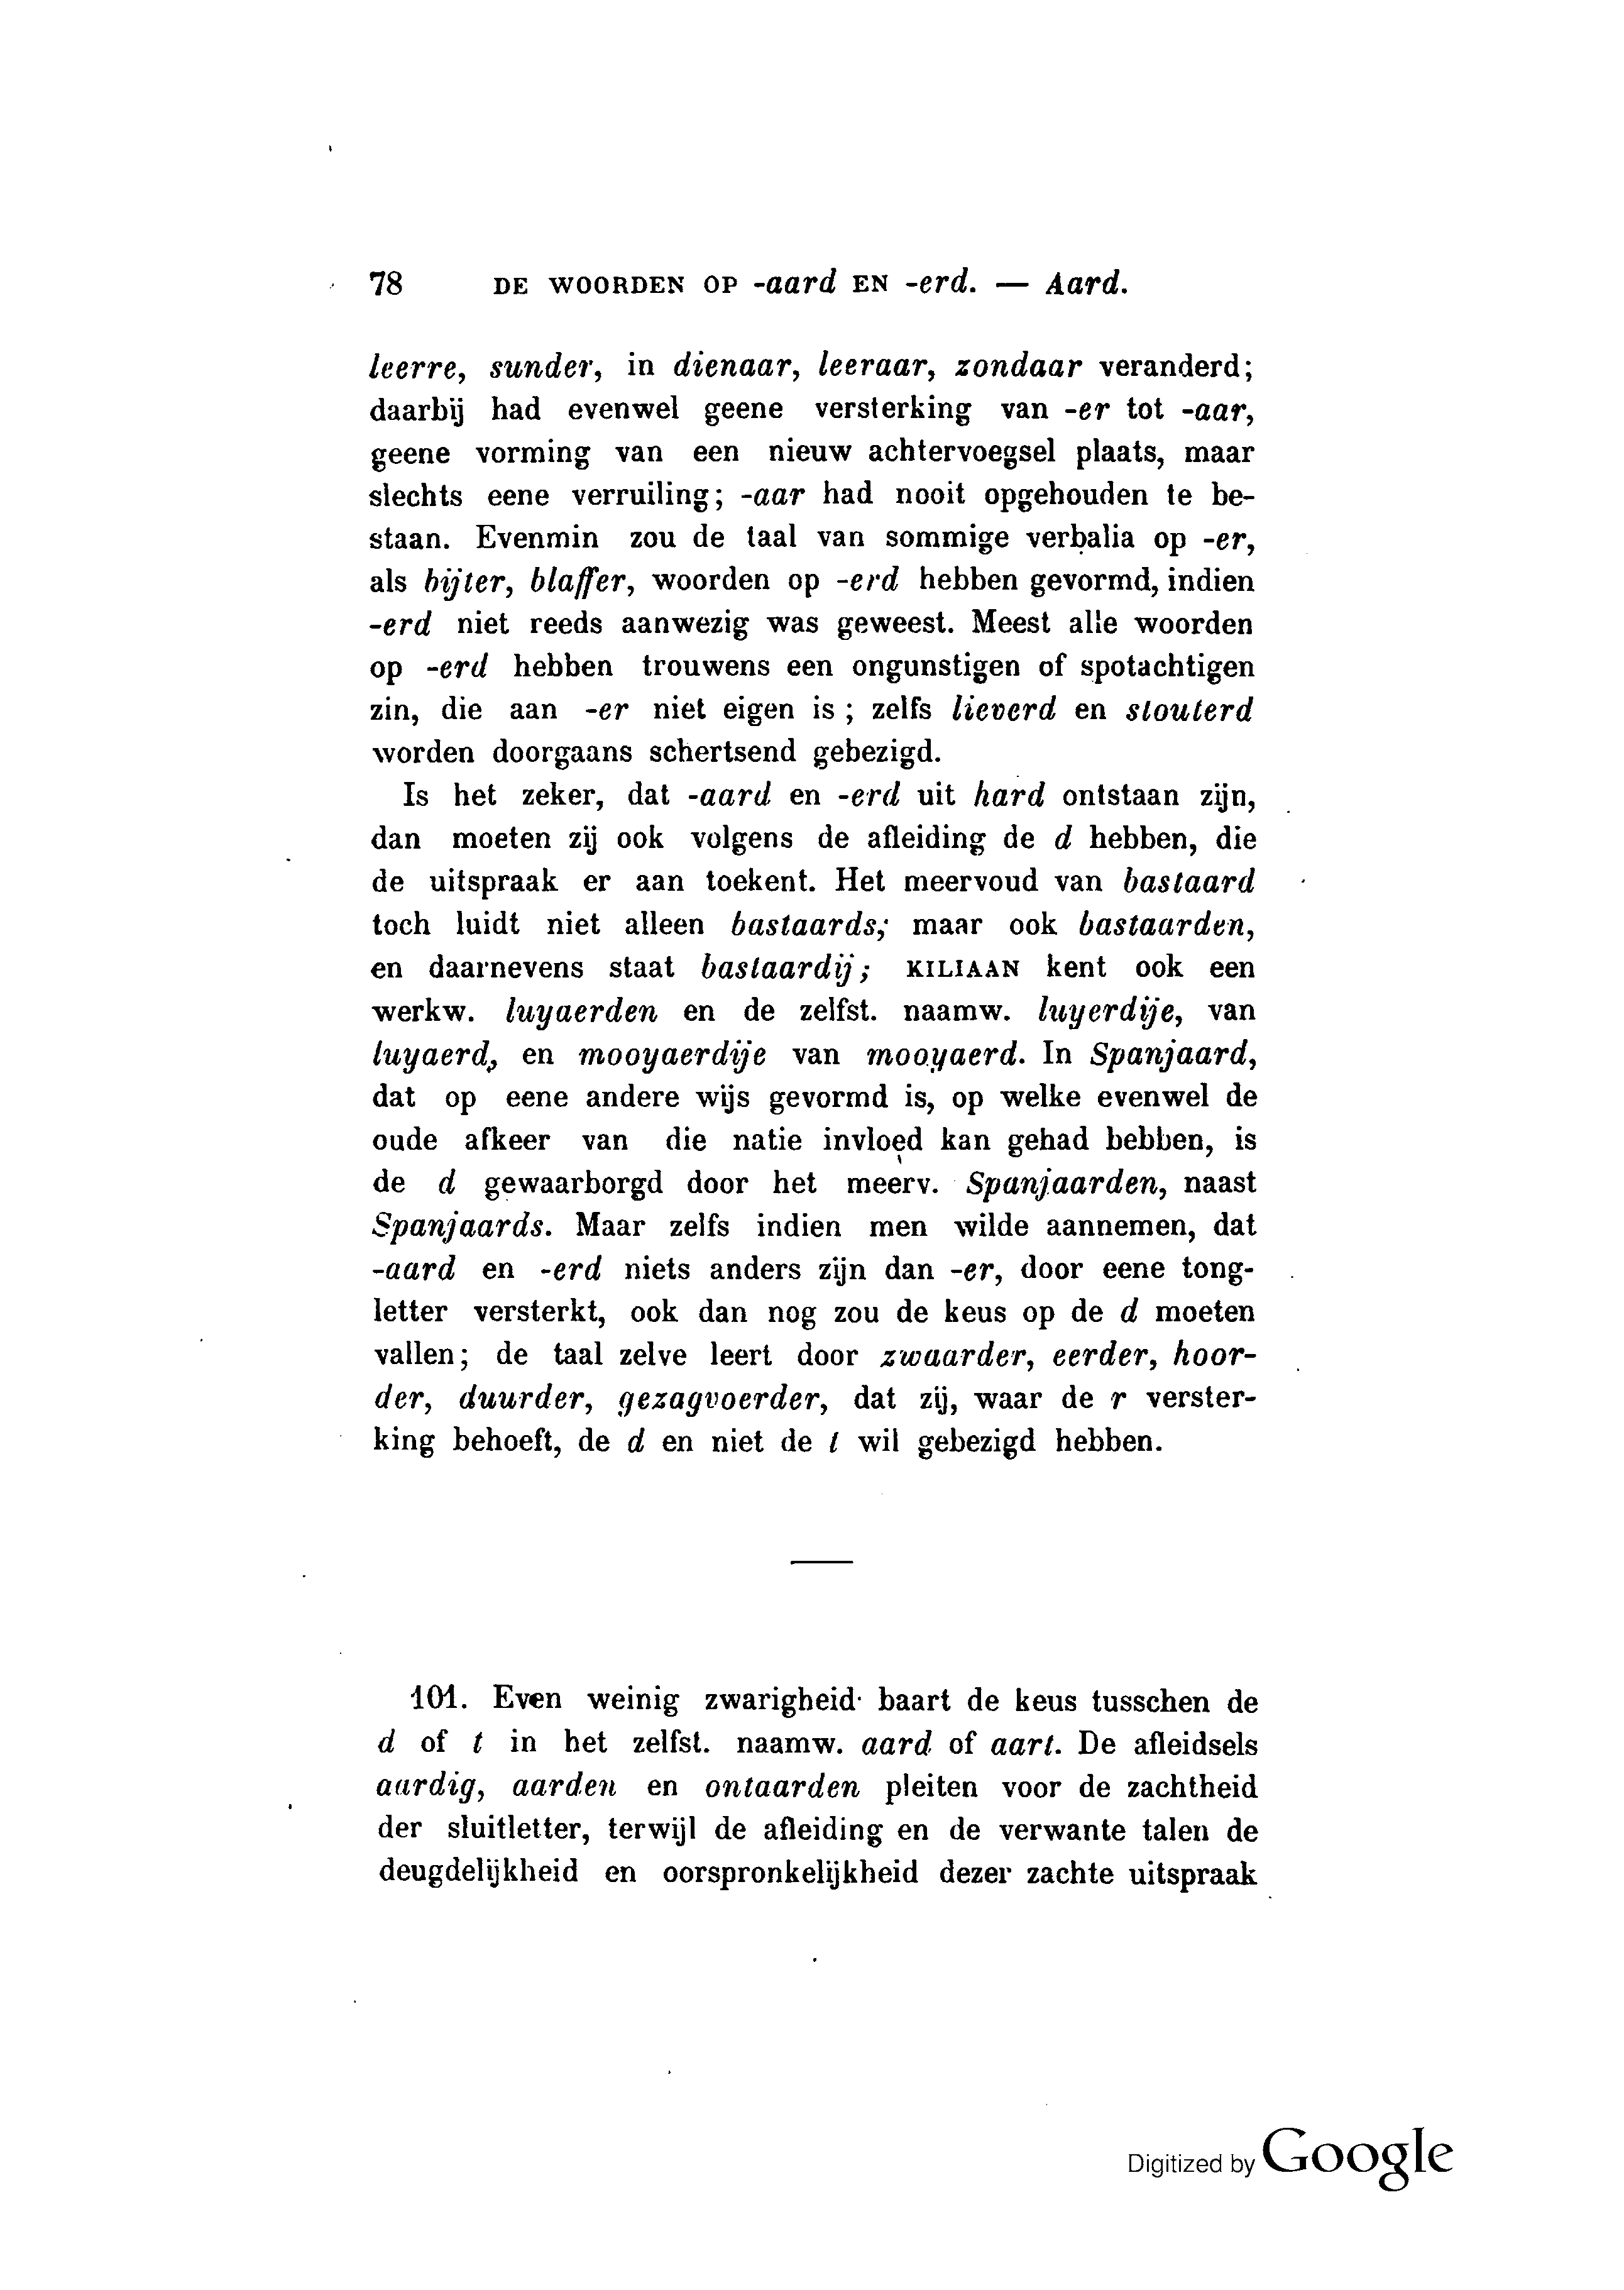 78 DE WOORDEN OP -aard EN -erd. — Aard.
leerre, sunder, in dienaar, leeraar, zondaar veranderd;
daarbij had evenwel geene versterking van -er tot -aar,
geene vorming van een nieuw achtervoegsel plaats, maar
slechts eene verruiling; -aar had nooit opgehouden te be-
staan. Evenmin zou de taal van sommige verbalia op -er,
als bijter, blaffer, woorden op -erd hebben gevormd, indien
-erd niet reeds aanwezig was geweest. Meest alle woorden
op -erd hebben trouwens een ongunstigen of spotachtigen
zin, die aan -er niet eigen is; zelfs lieverd en stouterd
worden doorgaans schertsend gebezigd.
Is het zeker, dat -aard en -erd uit hard ontstaan zijn,
dan moeten zij ook volgens de afleiding de d hebben, die
de uitspraak er aan toekent. Het meervoud van bastaard
toch luidt niet alleen bastaards; maar ook bastaarden,
en daarnevens staat bastaardij; KILIAAN kent ook een
werkw. luyaerden en de zelfst. naamw. luyerdije, van
luyaerd, en mooyaerdije van mooyaerd. In Spanjaard,
dat op eene andere wijs gevormd is, op welke evenwel de
oude afkeer van die natie invloed kan gehad hebben, is
de d gewaarborgd door het meerv. Spanjaarden, naast
Spanjaards. Maar zelfs indien men wilde aannemen, dat
-aard en -erd niets anders zijn dan -er, door eene tong-
letter versterkt, ook dan nog zou de keus op de d moeten
vallen; de taal zelve leert door zwaarder, eerder, hoor-
der, duurder, gezagvoerder, dat zij, waar de r verster-
king behoeft, de d en niet de t wil gebezigd hebben.
101. Even weinig zwarigheid baart de keus tusschen de
d of t in het zelfst. naamw. aard of aart. De afleidsels
aardig, aarden en ontaarden pleiten voor de zachtheid
der sluitletter, terwijl de afleiding en de verwante talen de
deugdelijkheid en oorspronkelijkheid dezer zachte uitspraak
Digitized by Google